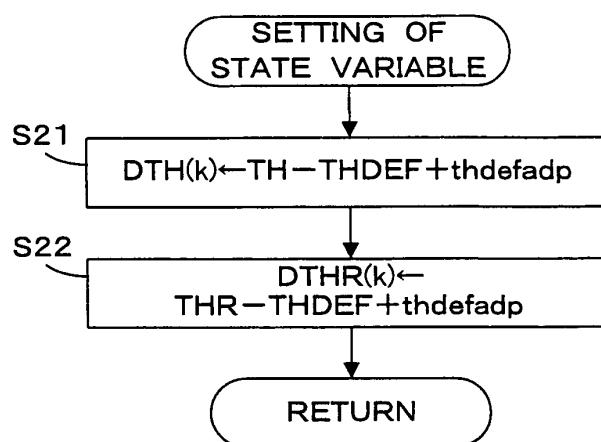 SETTING OF
STATE VARIABLE
S21
DTH(k)←TH−THDEF+thdefadp
S22
DTHR(k)←
THR−THDEF+thdefadp
RETURN